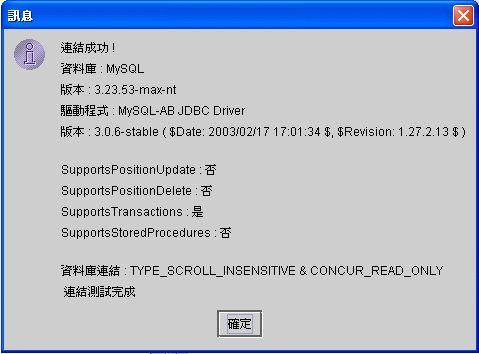 訊息
連結成功 !
資料庫 : MySQL
版本 : 3.23.53-max-nt
驅動程式 : MySQL-AB JDBC Driver
版本 : 3.0.6-stable ( $Date: 2003/02/17 17:01:34 $, $Revision: 1.27.2.13 $ )
SupportsPositionUpdate : 否
SupportsPositionDelete : 否
SupportsTransactions : 是
SupportsStoredProcedures : 否
資料庫連結 : TYPE_SCROLL_INSENSITIVE & CONCUR_READ_ONLY
連結測試完成
確定